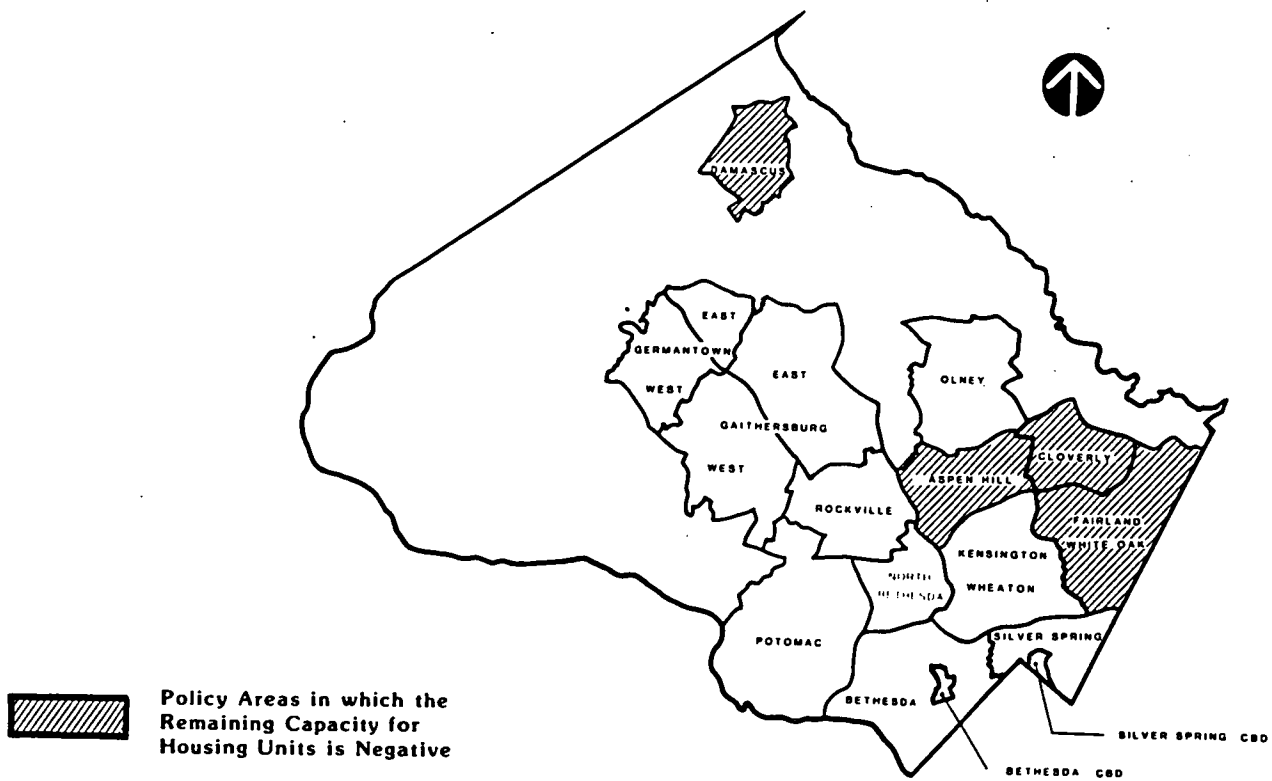 DAMASCUS
EAST
GERMANTOWN
WEST
EAST
GAITHERSBURG
WEST
OLNEY
CLOVERLY
ASPEN HILL
ROCKVILLE
FAIRLAND
WHITE OAK
KENSINGTON
WHEATON
NORTH
BETHESDA
POTOMAC
SILVER SPRING
BETHESDA
SILVER SPRING CBD
BETHESDA CBD
Policy Areas in which the
Remaining Capacity for
Housing Units is Negative